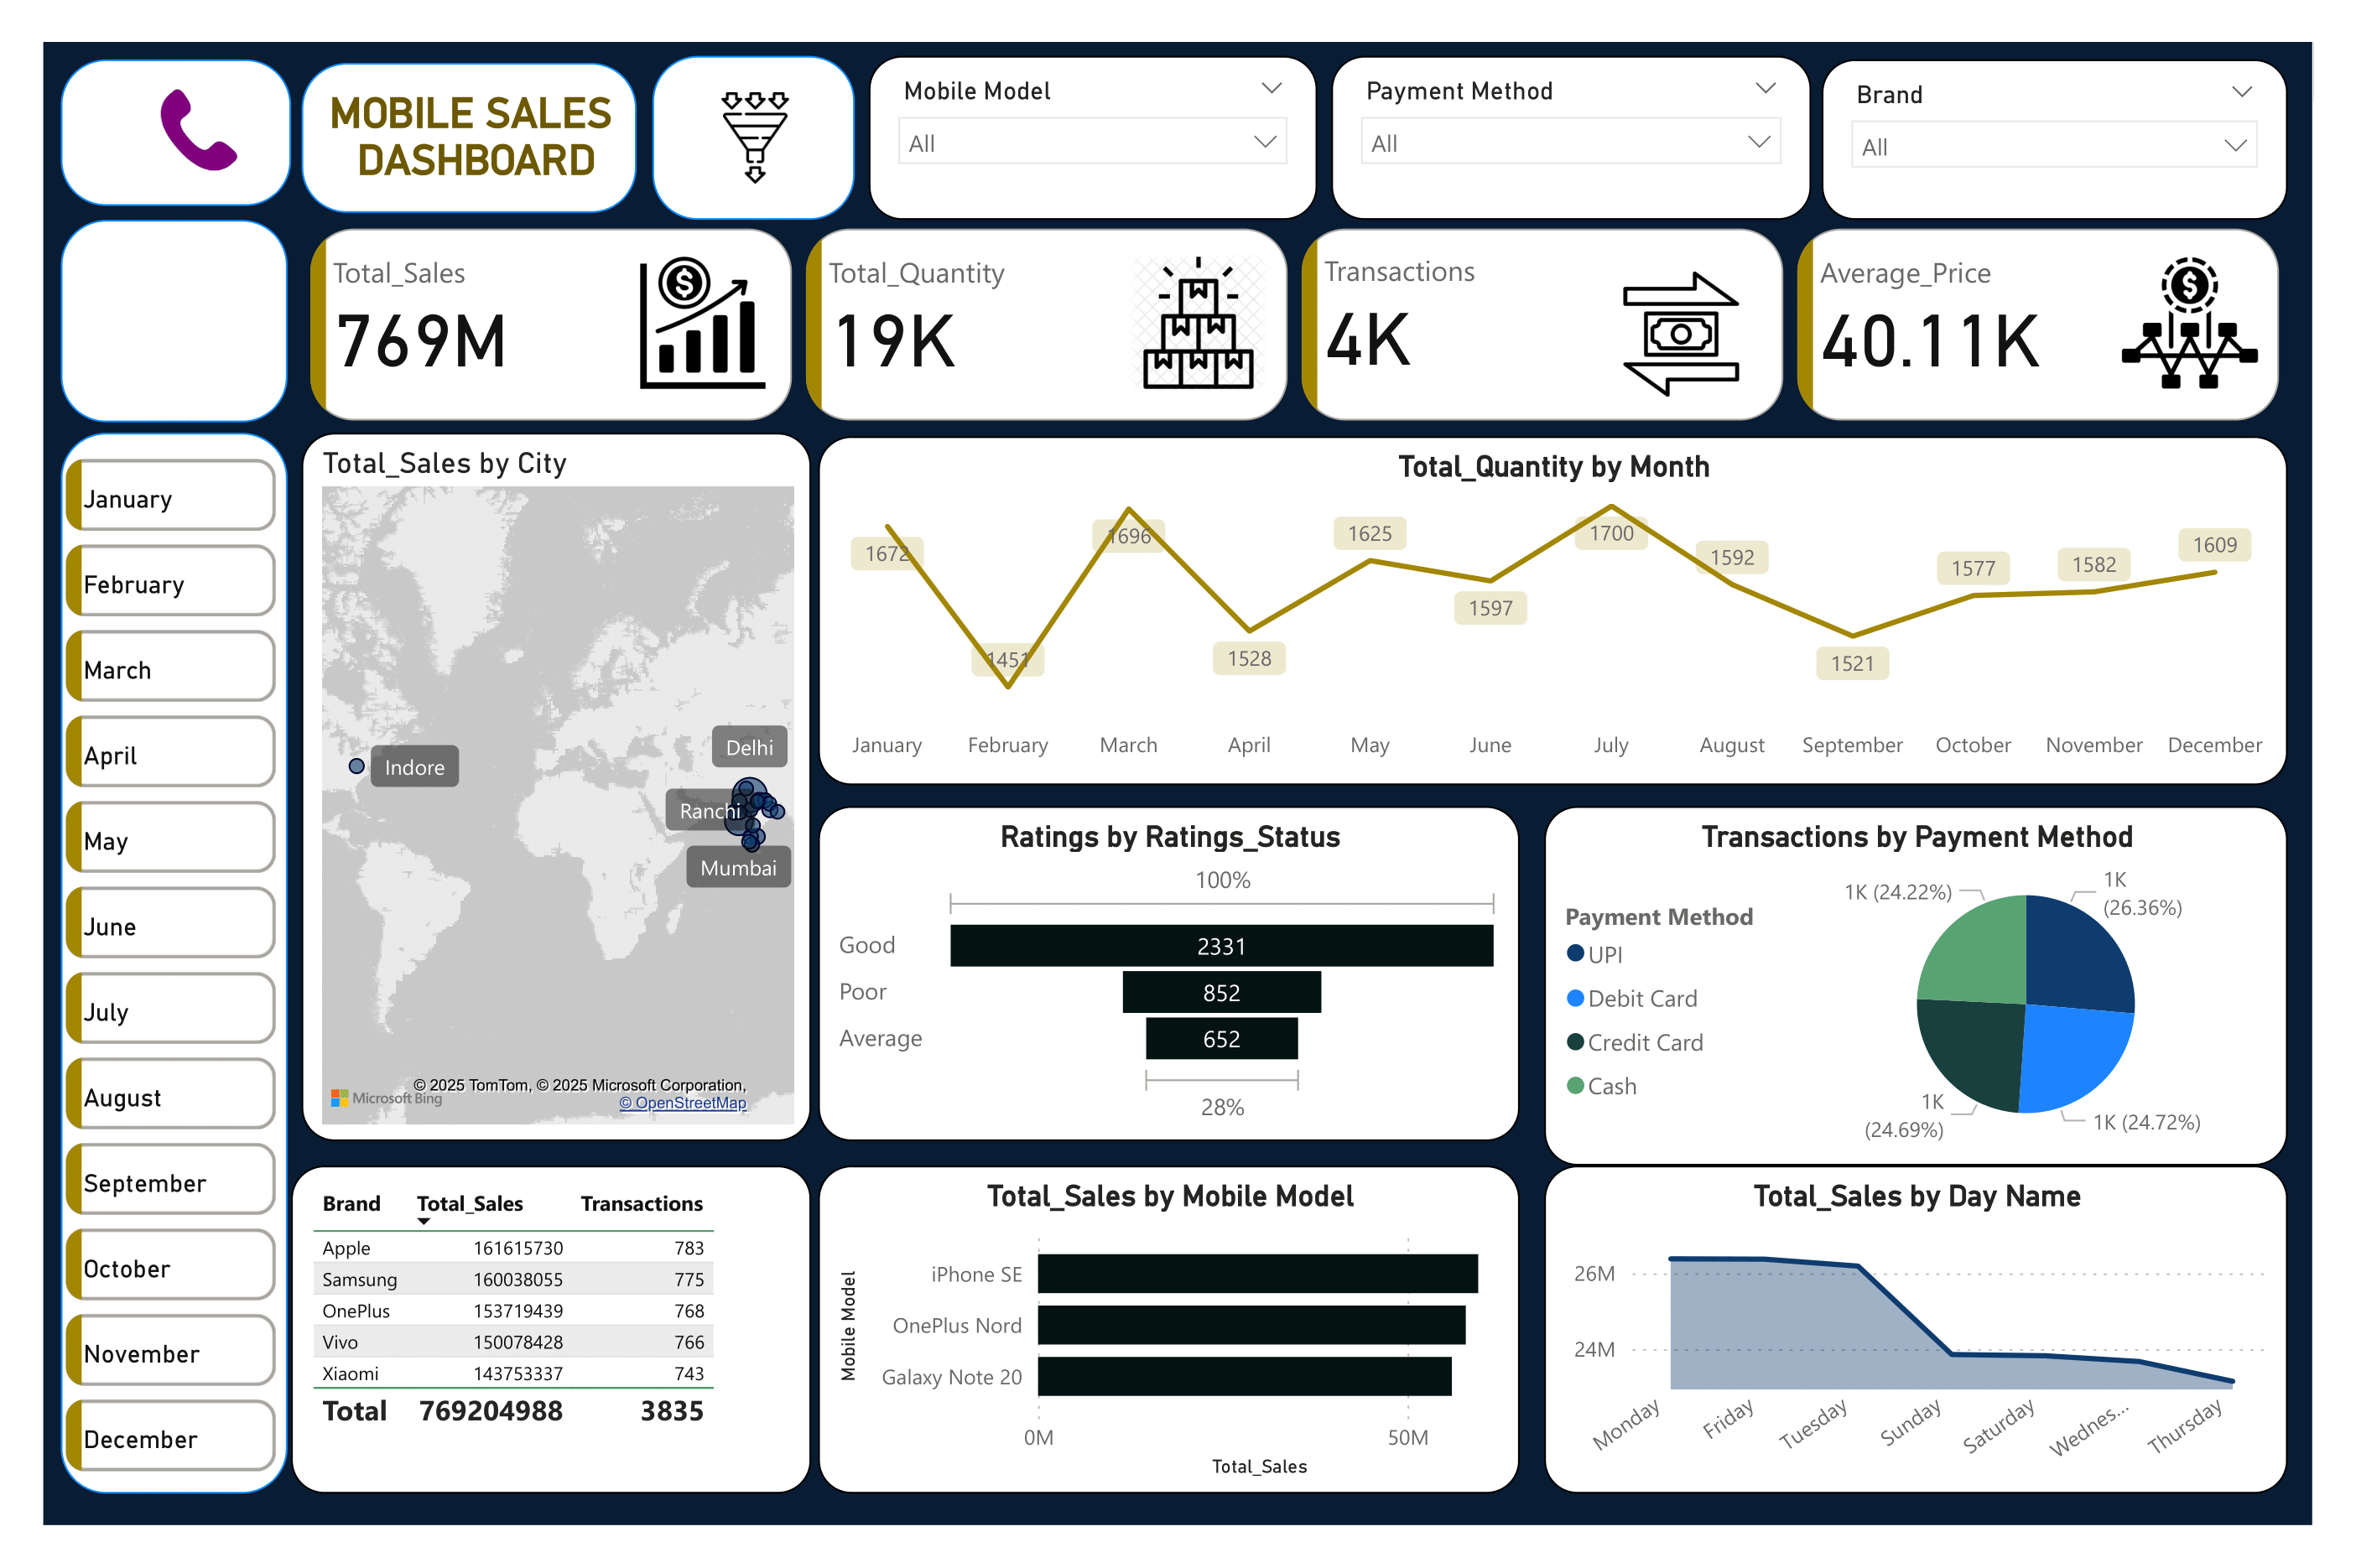 MOBILE SALES
DASHBOARD
Mobile Model
All
Payment Method
All
Brand
All
Total_Sales
769M
Total_Quantity
19K
Transactions
4K
Average_Price
40.11K
January
February
March
April
May
June
July
August
September
October
November
December
Total_Sales by City
Indore
Delhi
Ranchi
Mumbai
© 2025 TomTom, © 2025 Microsoft Corporation,
Microsoft Bing
© OpenStreetMap
Total_Quantity by Month
1672
1451
1696
1528
1625
1597
1700
1592
1521
1577
1582
1609
January February March April May June July August September October November December
Ratings by Ratings_Status
100%
Good 2331
Poor 852
Average 652
28%
Transactions by Payment Method
Payment Method
UPI
Debit Card
Credit Card
Cash
1K (24.22%)
1K
(26.36%)
1K
(24.69%)
1K (24.72%)
Brand Total_Sales Transactions
Apple 161615730 783
Samsung 160038055 775
OnePlus 153719439 768
Vivo 150078428 766
Xiaomi 143753337 743
Total 769204988 3835
Total_Sales by Mobile Model
Mobile Model
iPhone SE
OnePlus Nord
Galaxy Note 20
0M 50M
Total_Sales
Total_Sales by Day Name
26M
24M
Monday Friday Tuesday Sunday Saturday Wednes... Thursday